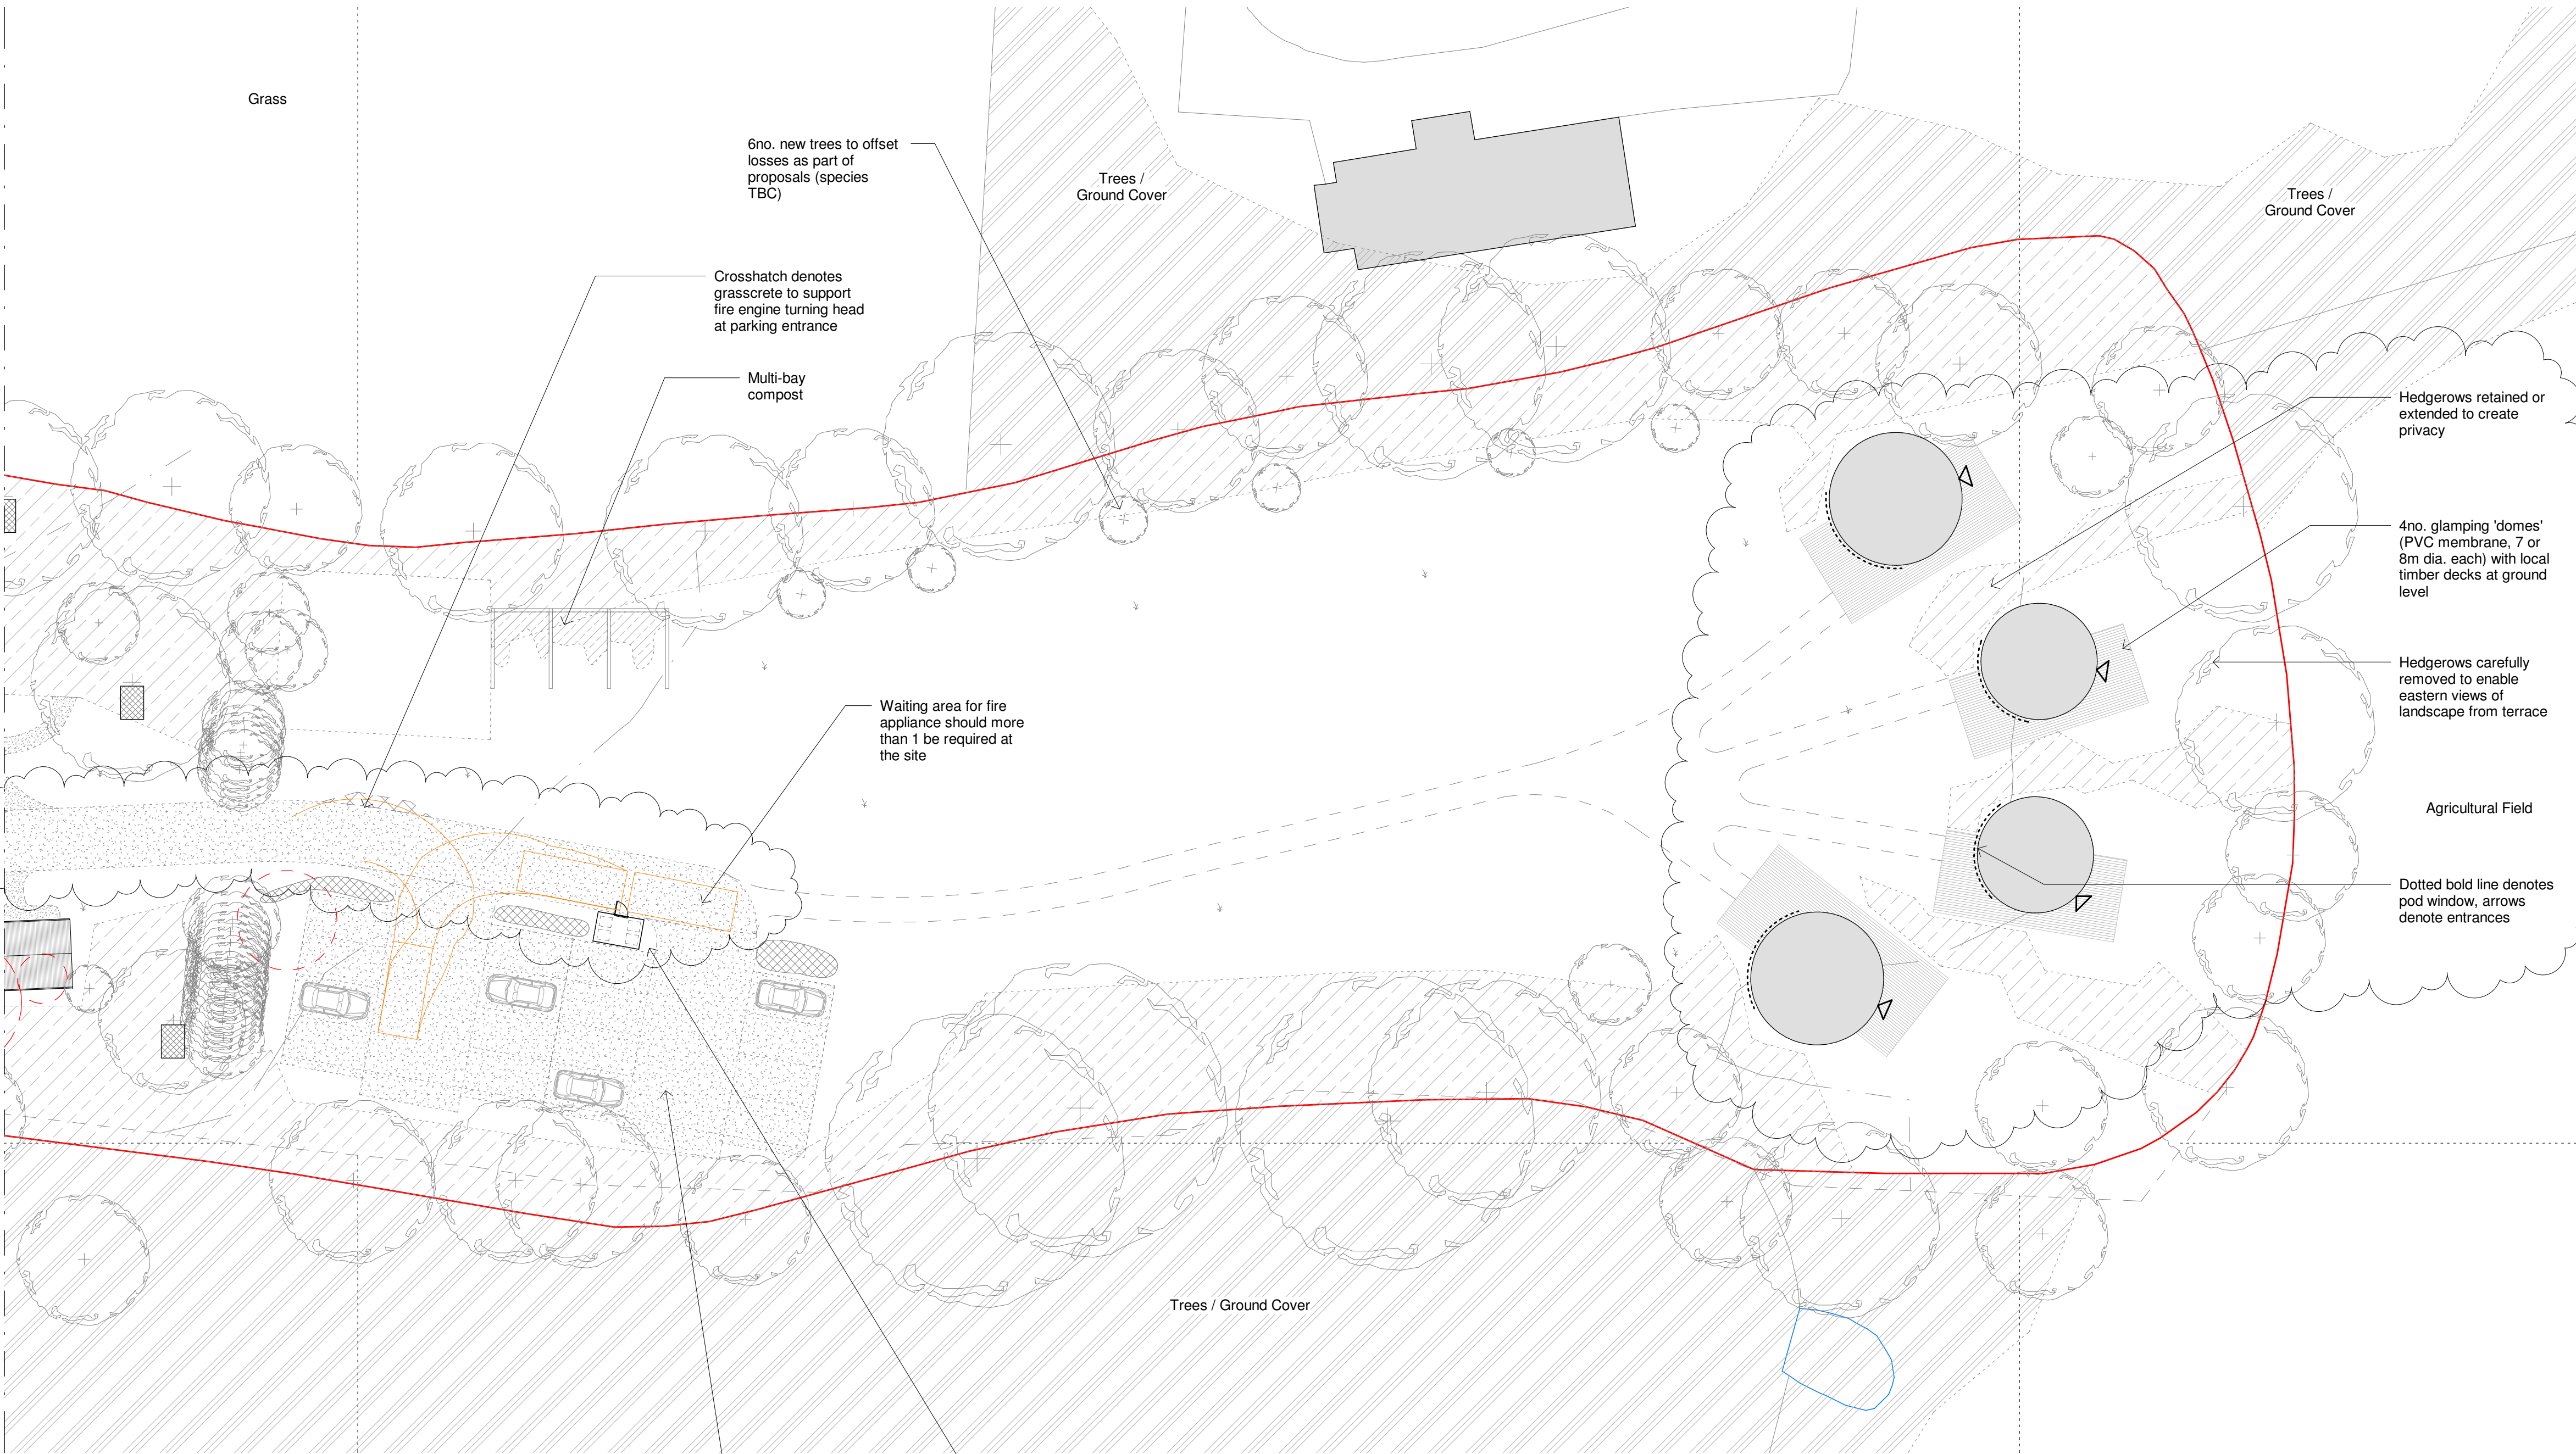 Grass
6no. new trees to offset
losses as part of
proposals (species
TBC)
Trees /
Ground Cover
Trees /
Ground Cover
Crosshatch denotes
grasscrete to support
fire engine turning head
at parking entrance
Multi-bay
compost
Hedgerows retained or
extended to create
privacy
4no. glamping 'domes'
(PVC membrane, 7 or
8m dia. each) with local
timber decks at ground
level
Hedgerows carefully
removed to enable
eastern views of
landscape from terrace
Waiting area for fire
appliance should more
than 1 be required at
the site
Agricultural Field
Dotted bold line denotes
pod window, arrows
denote entrances
Trees / Ground Cover